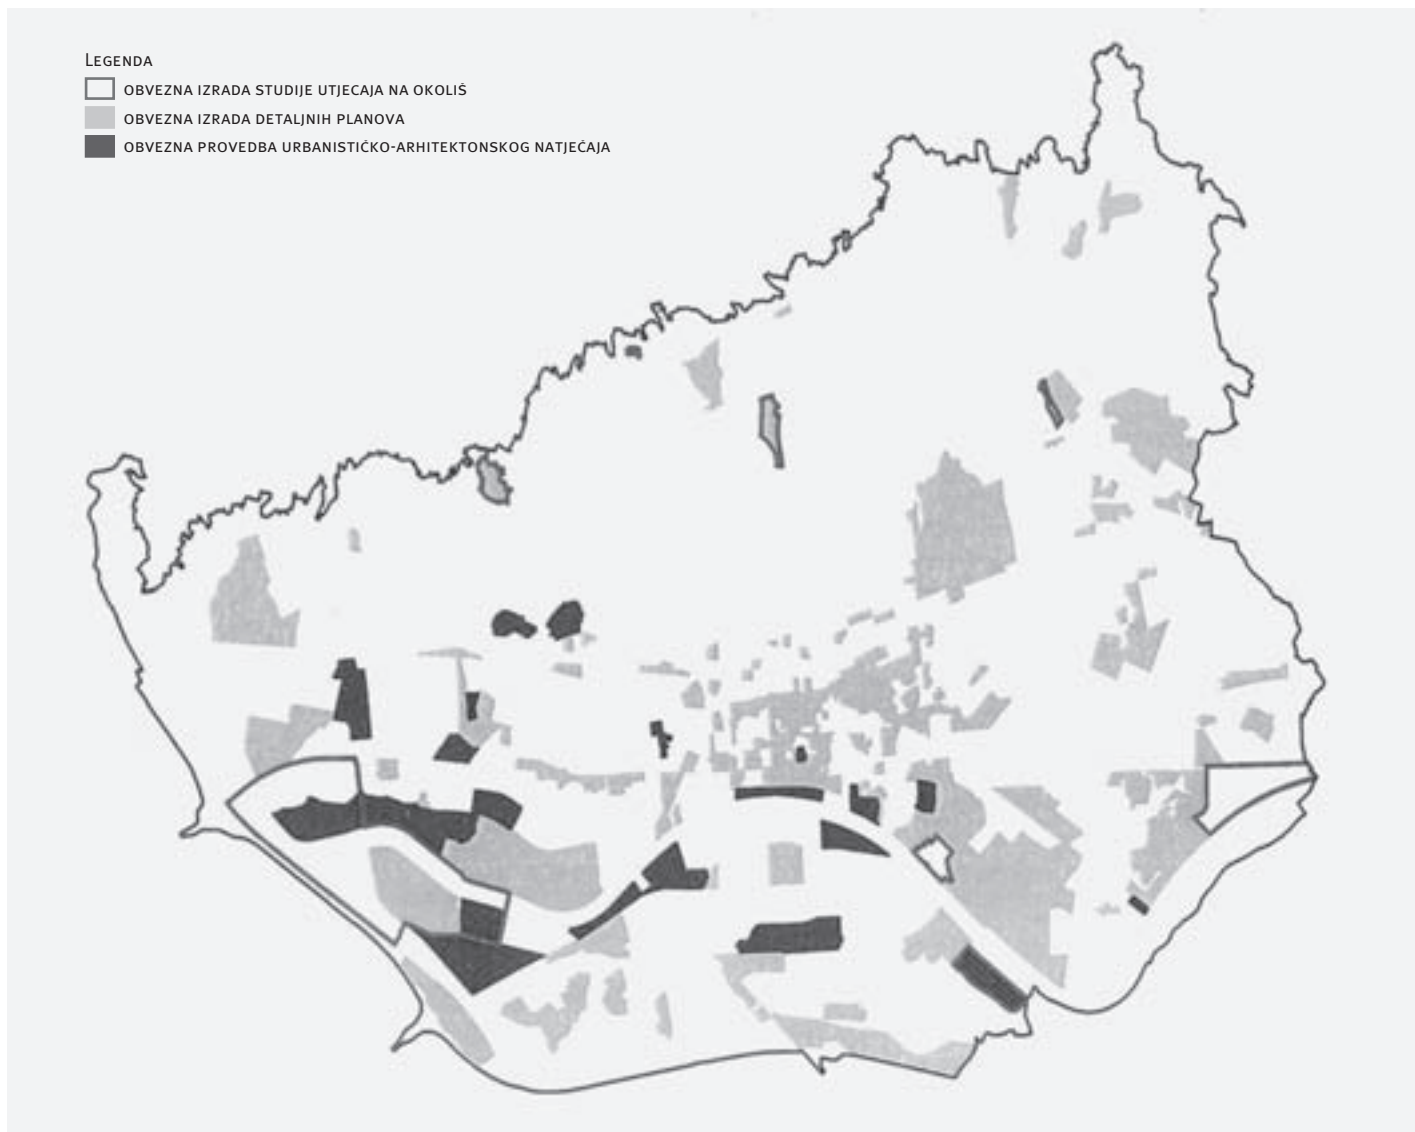 LEGENDA
OBVEZNA IZRADA STUDIJE UTJECAJA NA OKOLIŠ
OBVEZNA IZRADA DETALJNIH PLANOVA
OBVEZNA PROVEDBA URBANISTIČKO-ARHITEKTONSKOG NATJEČAJA